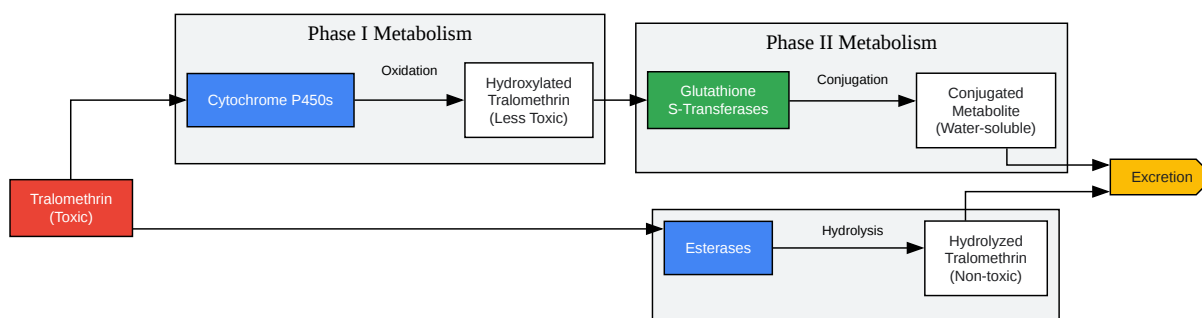 Phase I Metabolism
Cytochrome P450s
Oxidation
Hydroxylated
Tralomethrin
(Less Toxic)
Phase II Metabolism
Glutathione
S-Transferases
Conjugation
Conjugated
Metabolite
(Water-soluble)
Tralomethrin
(Toxic)
Excretion
Esterases
Hydrolysis
Hydrolyzed
Tralomethrin
(Non-toxic)